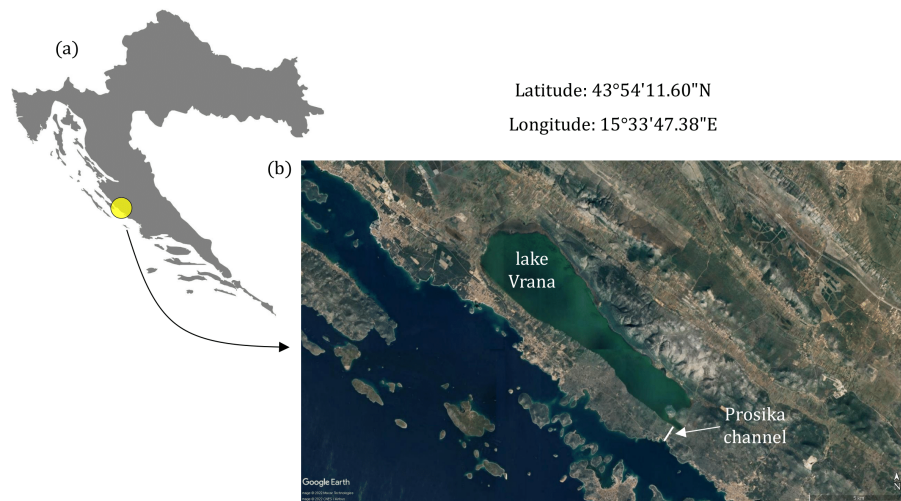 (a)
Latitude: 43°54'11.60"N
Longitude: 15°33'47.38"E
(b)
lake
Vrana
Prosika
channel
Google Earth
N